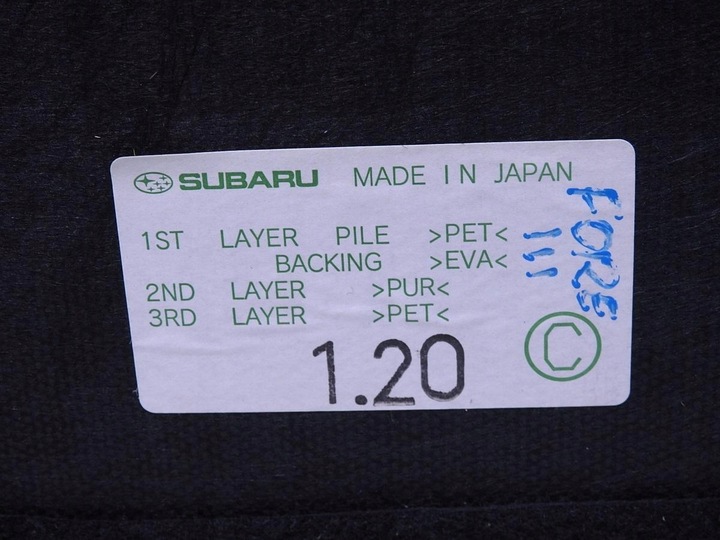 SUBARU MADE IN JAPAN
1ST LAYER PILE >PET<
BACKING >EVA<
2ND LAYER >PUR<
3RD LAYER >PET<
1.20
C
FORE